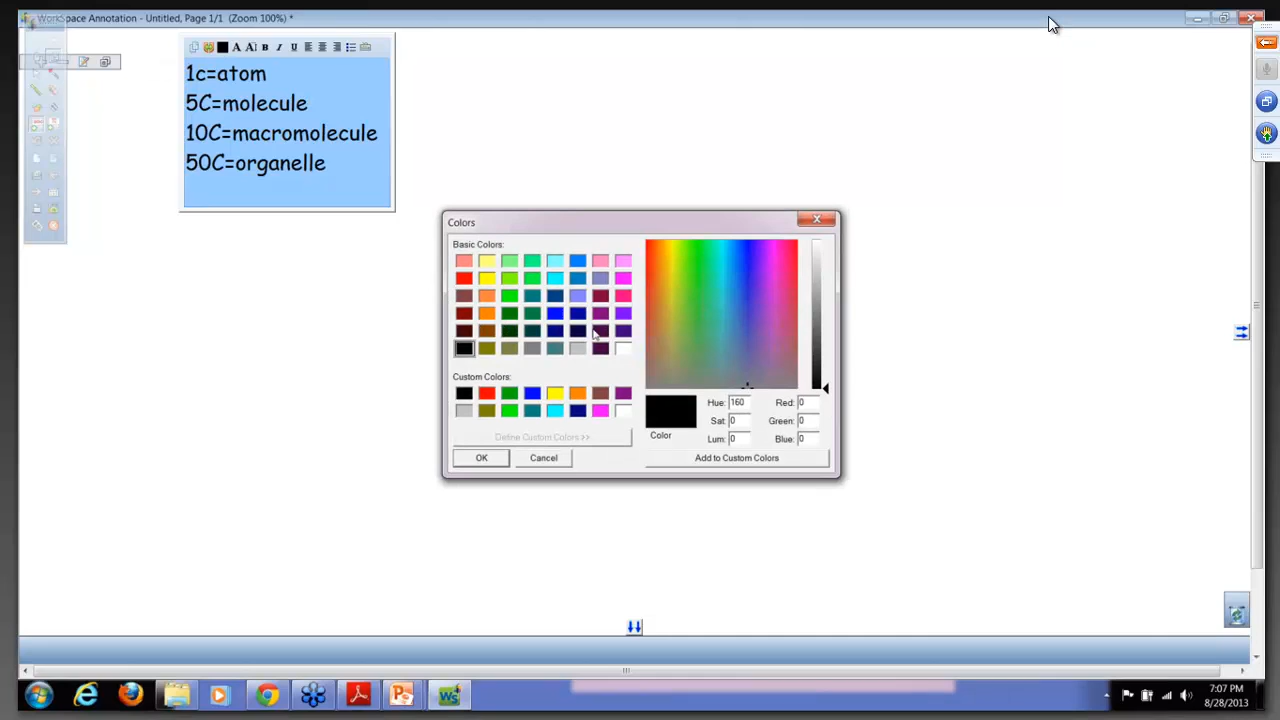 WorkSpace Annotation - Untitled, Page 1/1 (Zoom 100%) *
A A B I U
1c=atom
5C=molecule
10C=macromolecule
50C=organelle
Colors
Basic Colors:
Custom Colors:
Define Custom Colors >>
OK Cancel
Color
Hue: 160 Red: 0
Sat: 0 Green: 0
Lum: 0 Blue: 0
Add to Custom Colors
WS
7:07 PM
8/28/2013